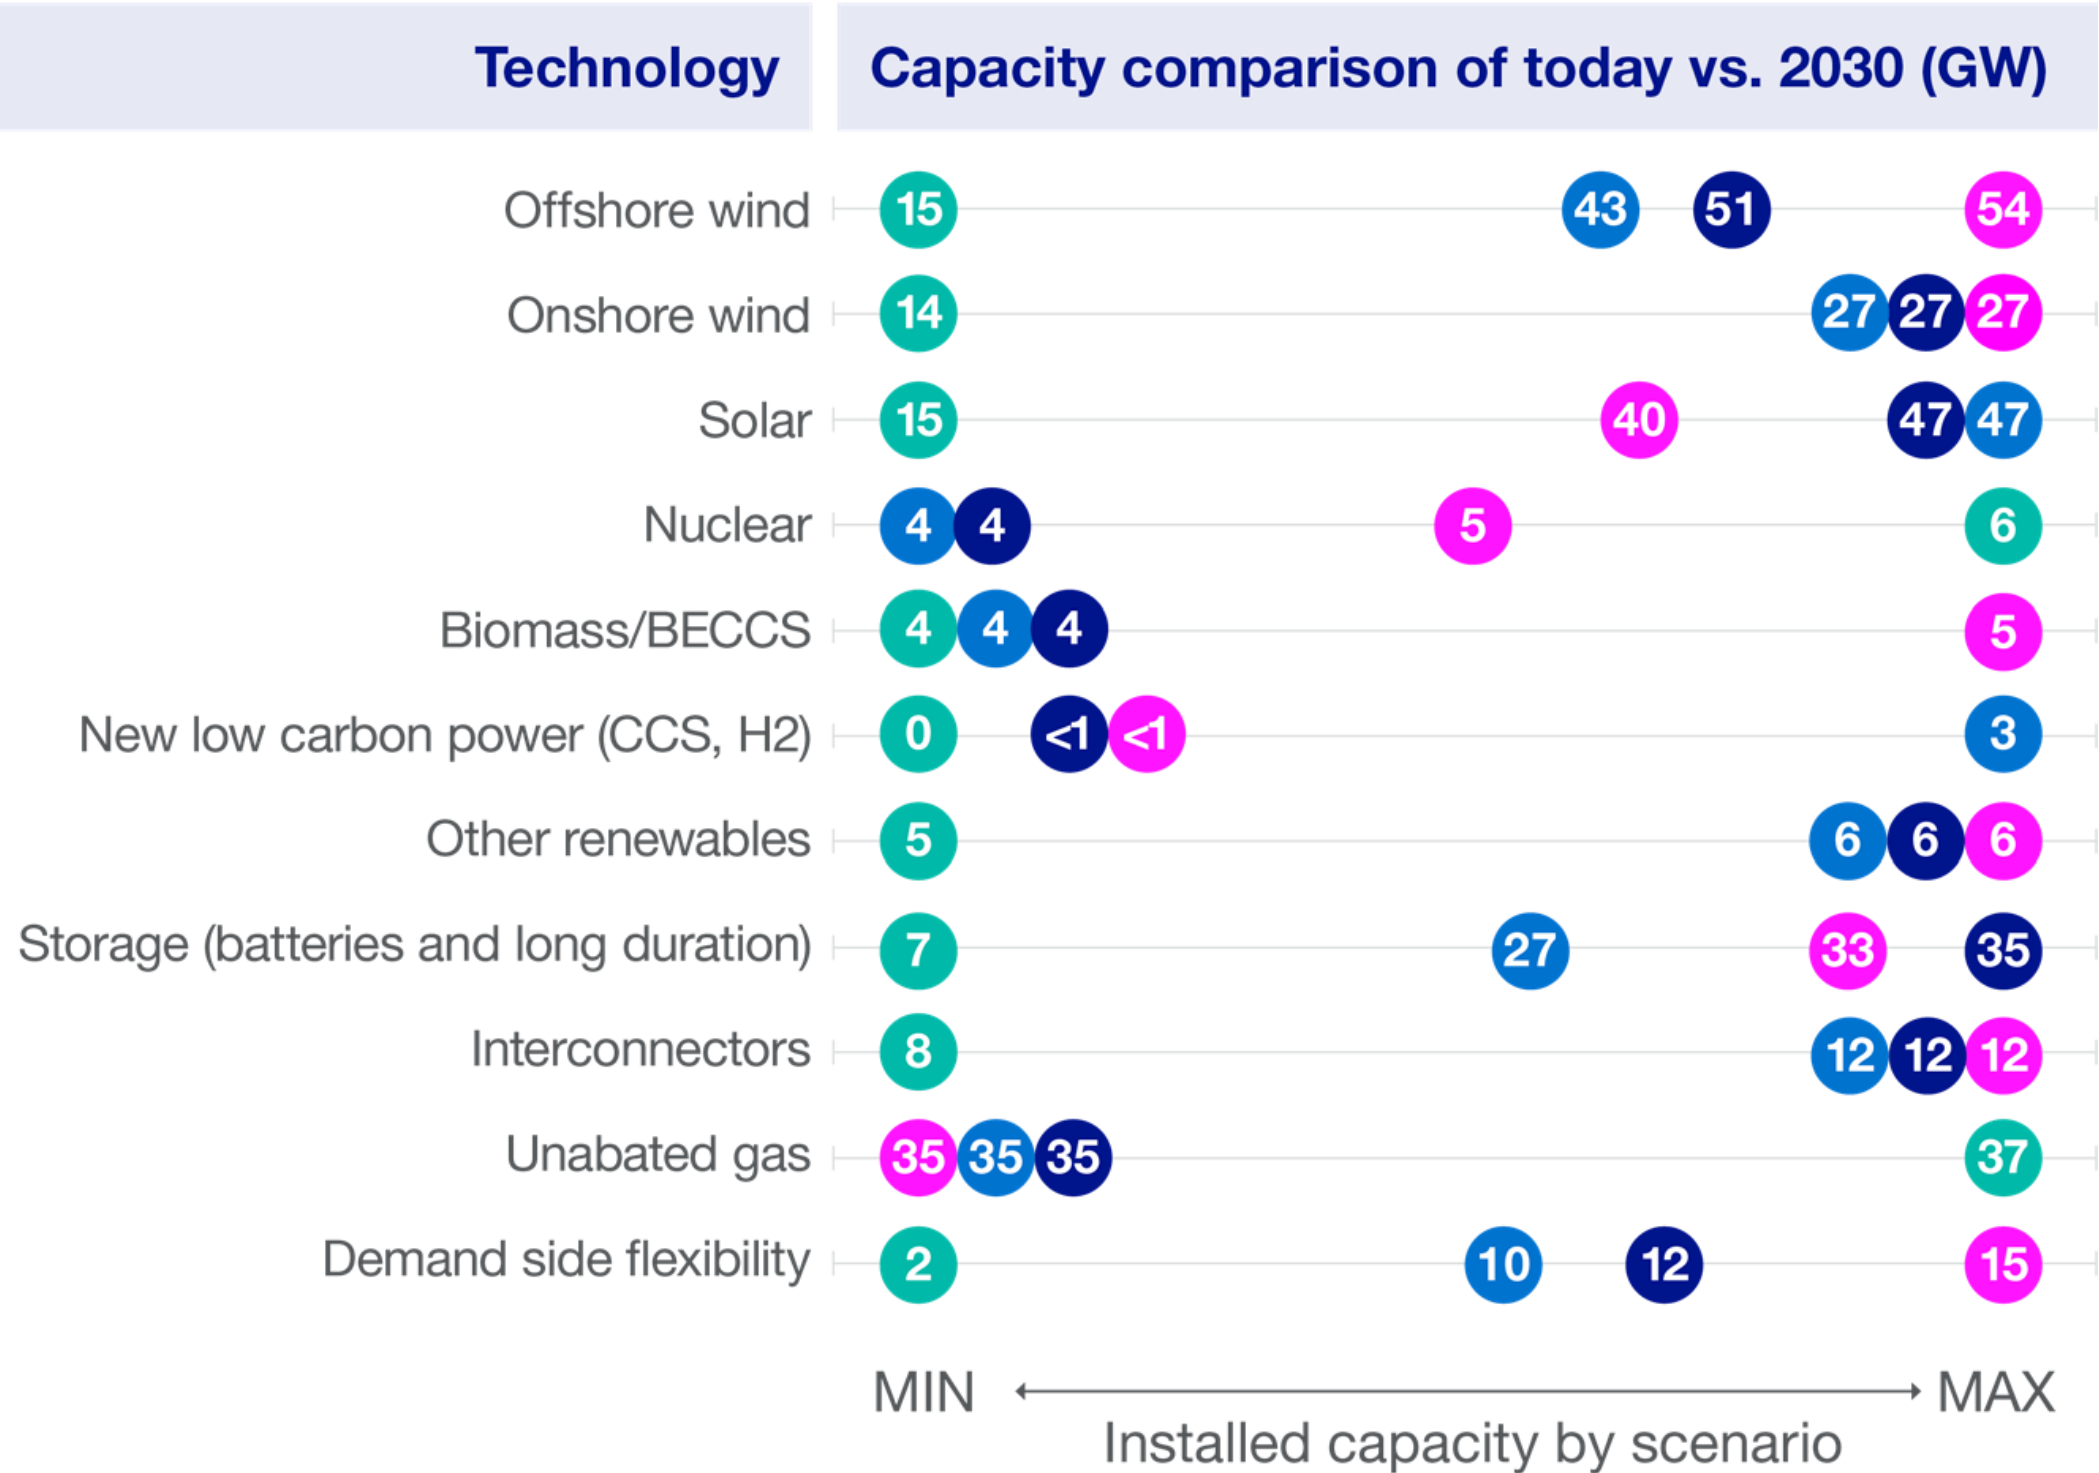 Technology Capacity comparison of today vs. 2030 (GW)
Offshore wind 15 43 51 54
Onshore wind 14 27 27 27
Solar 15 40 47 47
Nuclear 4 4 5 6
Biomass/BECCS 4 4 4 5
New low carbon power (CCS, H2) 0 <1 <1 3
Other renewables 5 6 6 6
Storage (batteries and long duration) 7 27 33 35
Interconnectors 8 12 12 12
Unabated gas 35 35 35 37
Demand side flexibility 2 10 12 15
MIN MAX
Installed capacity by scenario